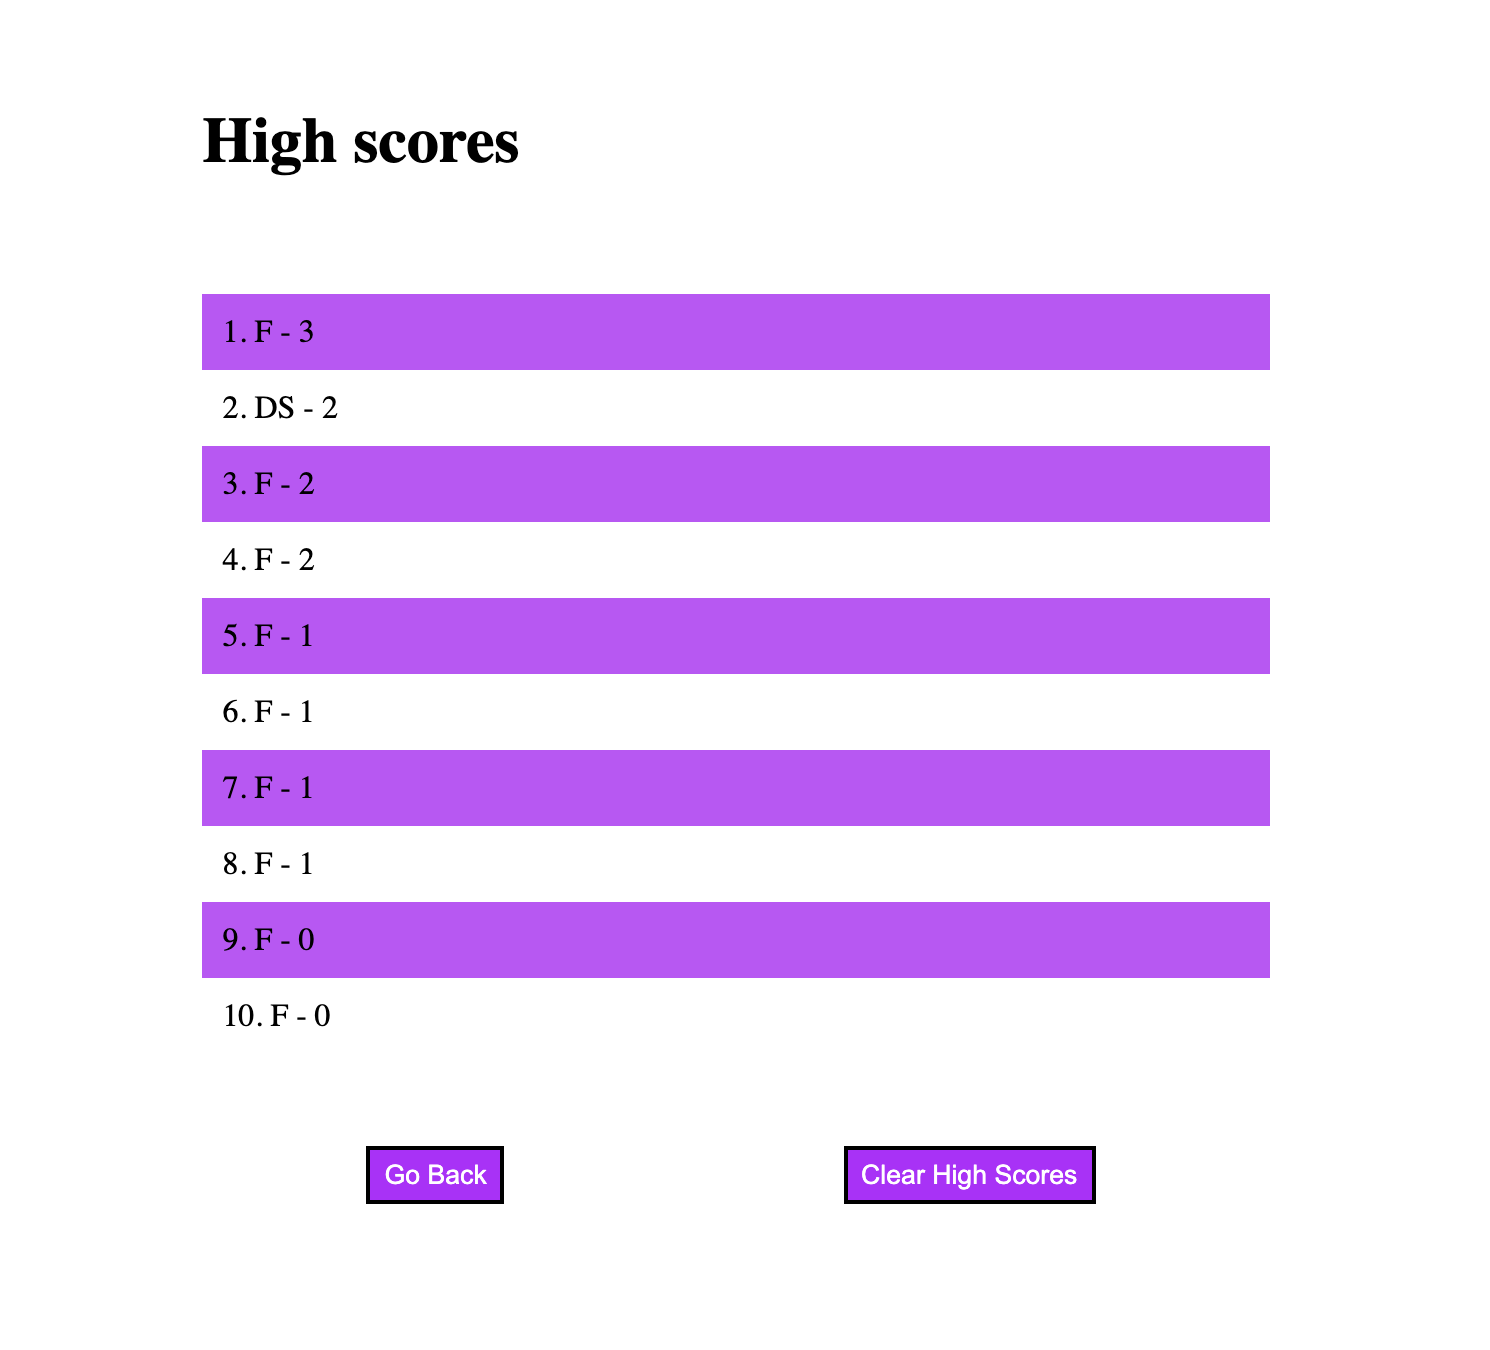 High scores
1. F - 3
2. DS - 2
3. F - 2
4. F - 2
5. F - 1
6. F - 1
7. F - 1
8. F - 1
9. F - 0
10. F - 0
Go Back
Clear High Scores